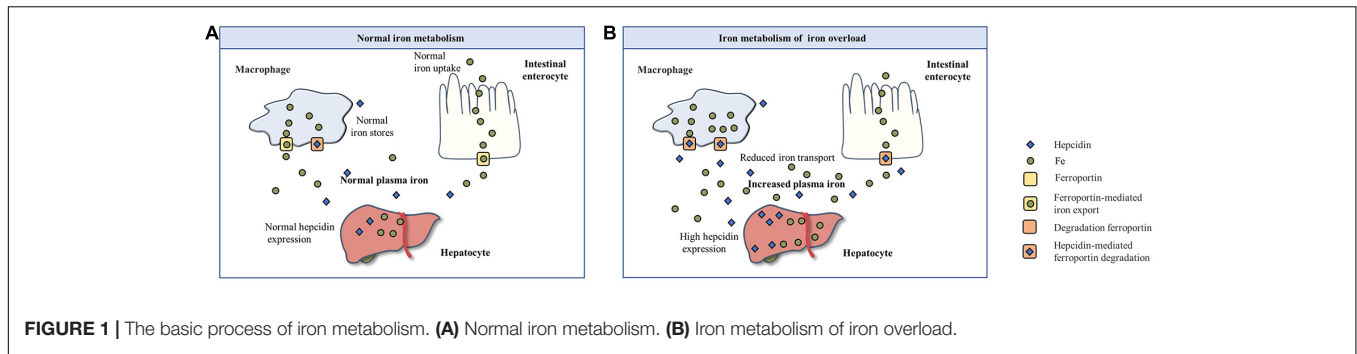 A
Normal iron metabolism
Macrophage
Normal
iron uptake
Intestinal
enterocyte
Normal
iron stores
Normal plasma iron
Normal hepcidin
expression
Hepatocyte
B
Iron metabolism of iron overload
Macrophage
Intestinal
enterocyte
Reduced iron transport
Increased plasma iron
High hepcidin
expression
Hepatocyte
Hepcidin
Fe
Ferroportin
Ferroportin-mediated
iron export
Degradation ferroportin
Hepcidin-mediated
ferroportin degradation
FIGURE 1 | The basic process of iron metabolism. (A) Normal iron metabolism. (B) Iron metabolism of iron overload.